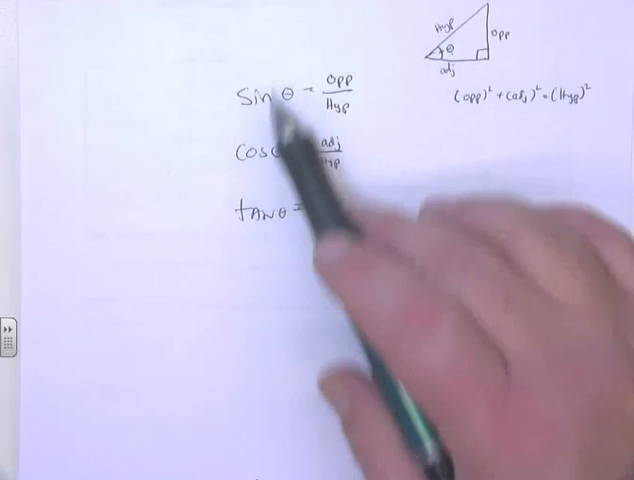 Hyp
Opp
θ
adj
Sin θ = Opp / Hyp
(opp)² + (adj)² = (Hyp)²
Cos = adj / Hyp
tAN θ =